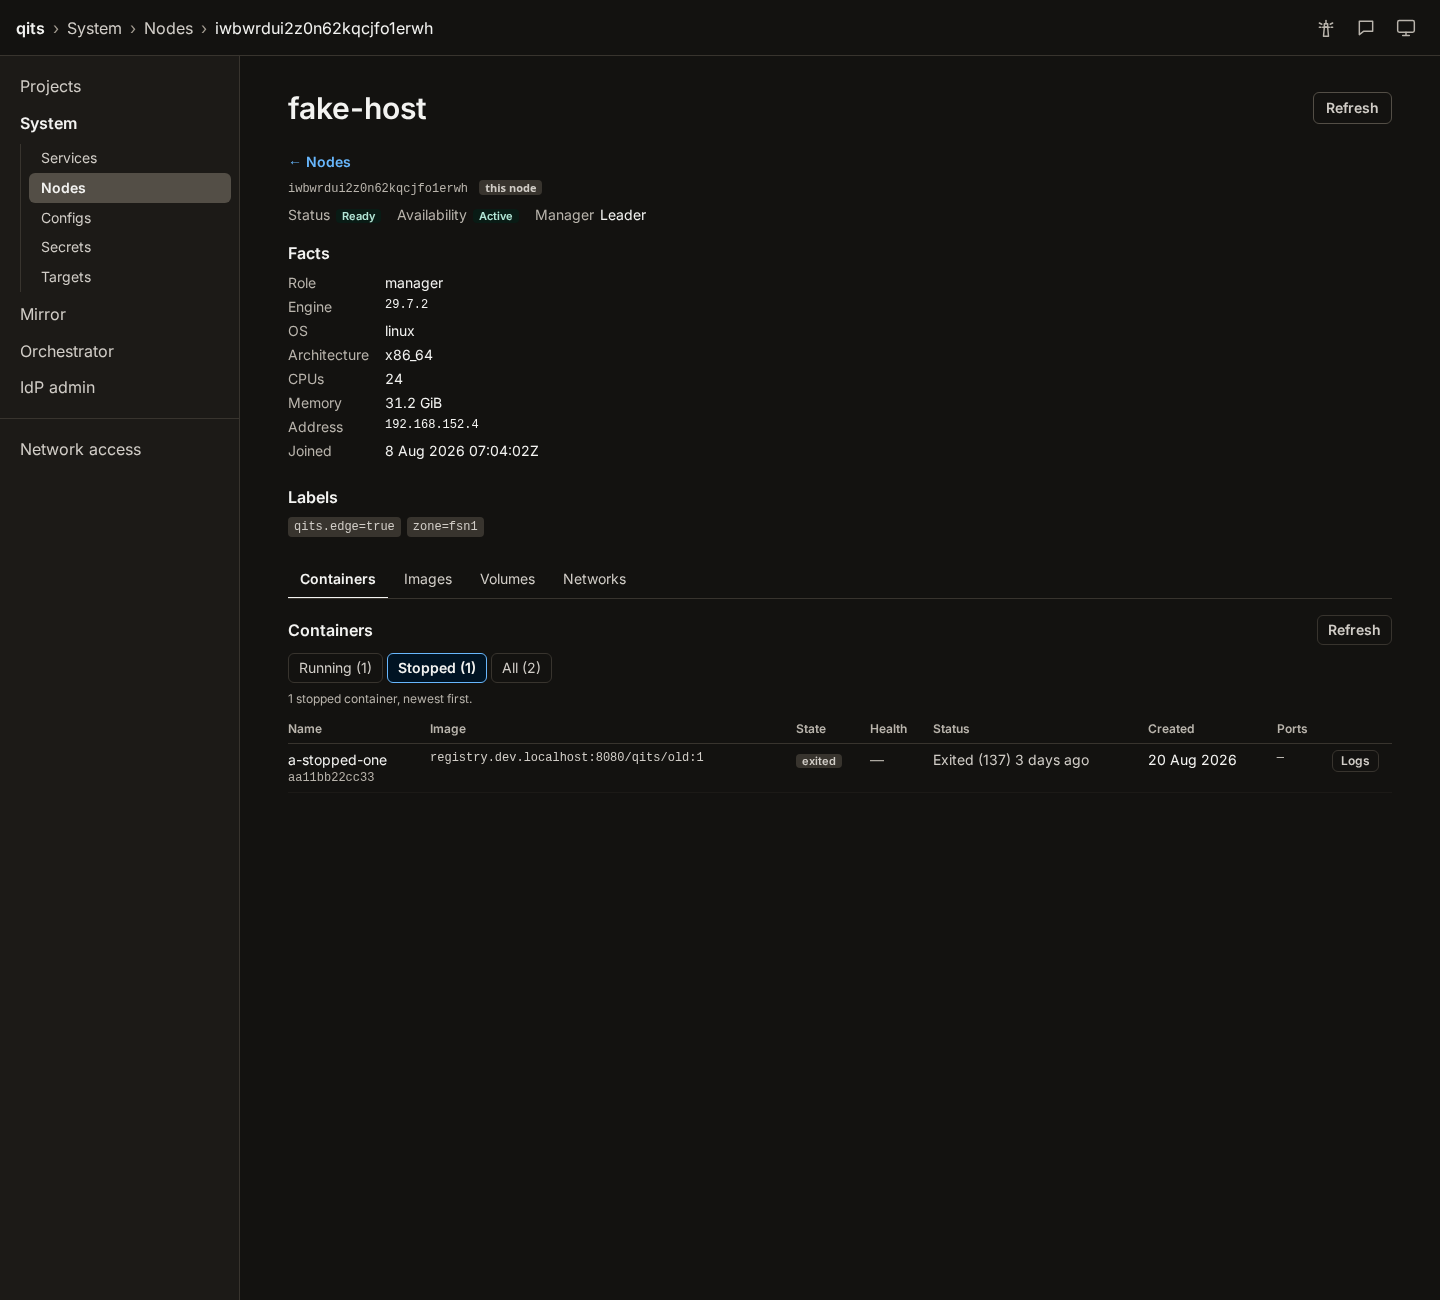 qits › System › Nodes › iwbwrdui2z0n62kqcjfo1erwh
Projects
System
Services
Nodes
Configs
Secrets
Targets
Mirror
Orchestrator
IdP admin
Network access
fake-host
Refresh
← Nodes
iwbwrdui2z0n62kqcjfo1erwh this node
Status Ready Availability Active Manager Leader
Facts
Role manager
Engine 29.7.2
OS linux
Architecture x86_64
CPUs 24
Memory 31.2 GiB
Address 192.168.152.4
Joined 8 Aug 2026 07:04:02Z
Labels
qits.edge=true zone=fsn1
Containers Images Volumes Networks
Containers
Refresh
Running (1) Stopped (1) All (2)
1 stopped container, newest first.
Name Image State Health Status Created Ports
a-stopped-one registry.dev.localhost:8080/qits/old:1 exited — Exited (137) 3 days ago 20 Aug 2026 – Logs
aa11bb22cc33